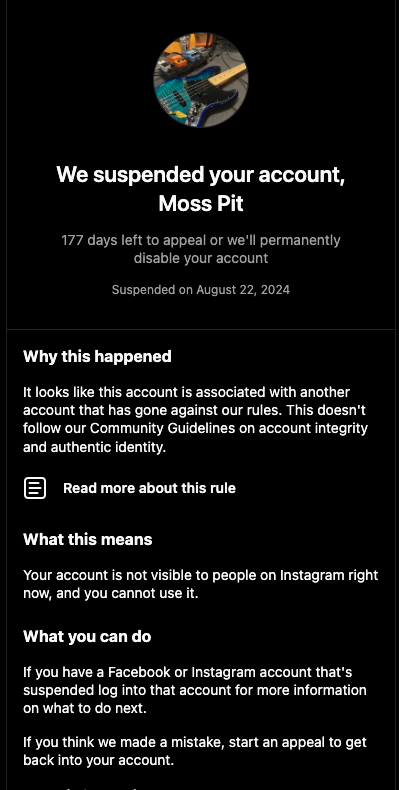 We suspended your account,
Moss Pit
177 days left to appeal or we'll permanently
disable your account
Suspended on August 22, 2024
Why this happened
It looks like this account is associated with another
account that has gone against our rules. This doesn't
follow our Community Guidelines on account integrity
and authentic identity.
Read more about this rule
What this means
Your account is not visible to people on Instagram right
now, and you cannot use it.
What you can do
If you have a Facebook or Instagram account that's
suspended log into that account for more information
on what to do next.
If you think we made a mistake, start an appeal to get
back into your account.